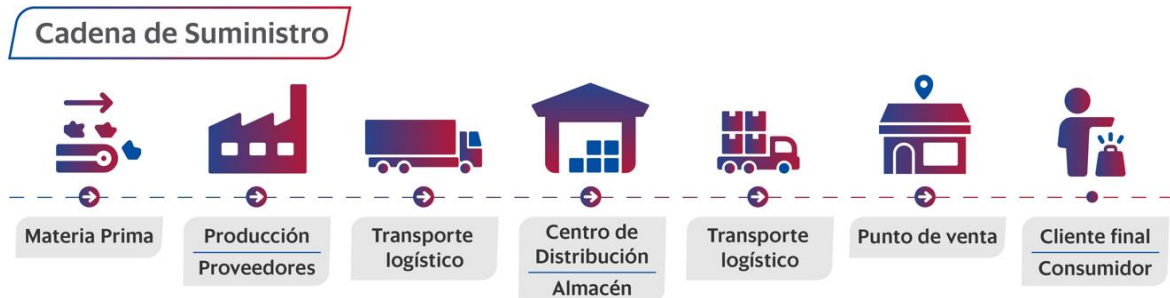 Cadena de Suministro
Materia Prima
Producción
Proveedores
Transporte
logístico
Centro de
Distribución
Almacén
Transporte
logístico
Punto de venta
Cliente final
Consumidor